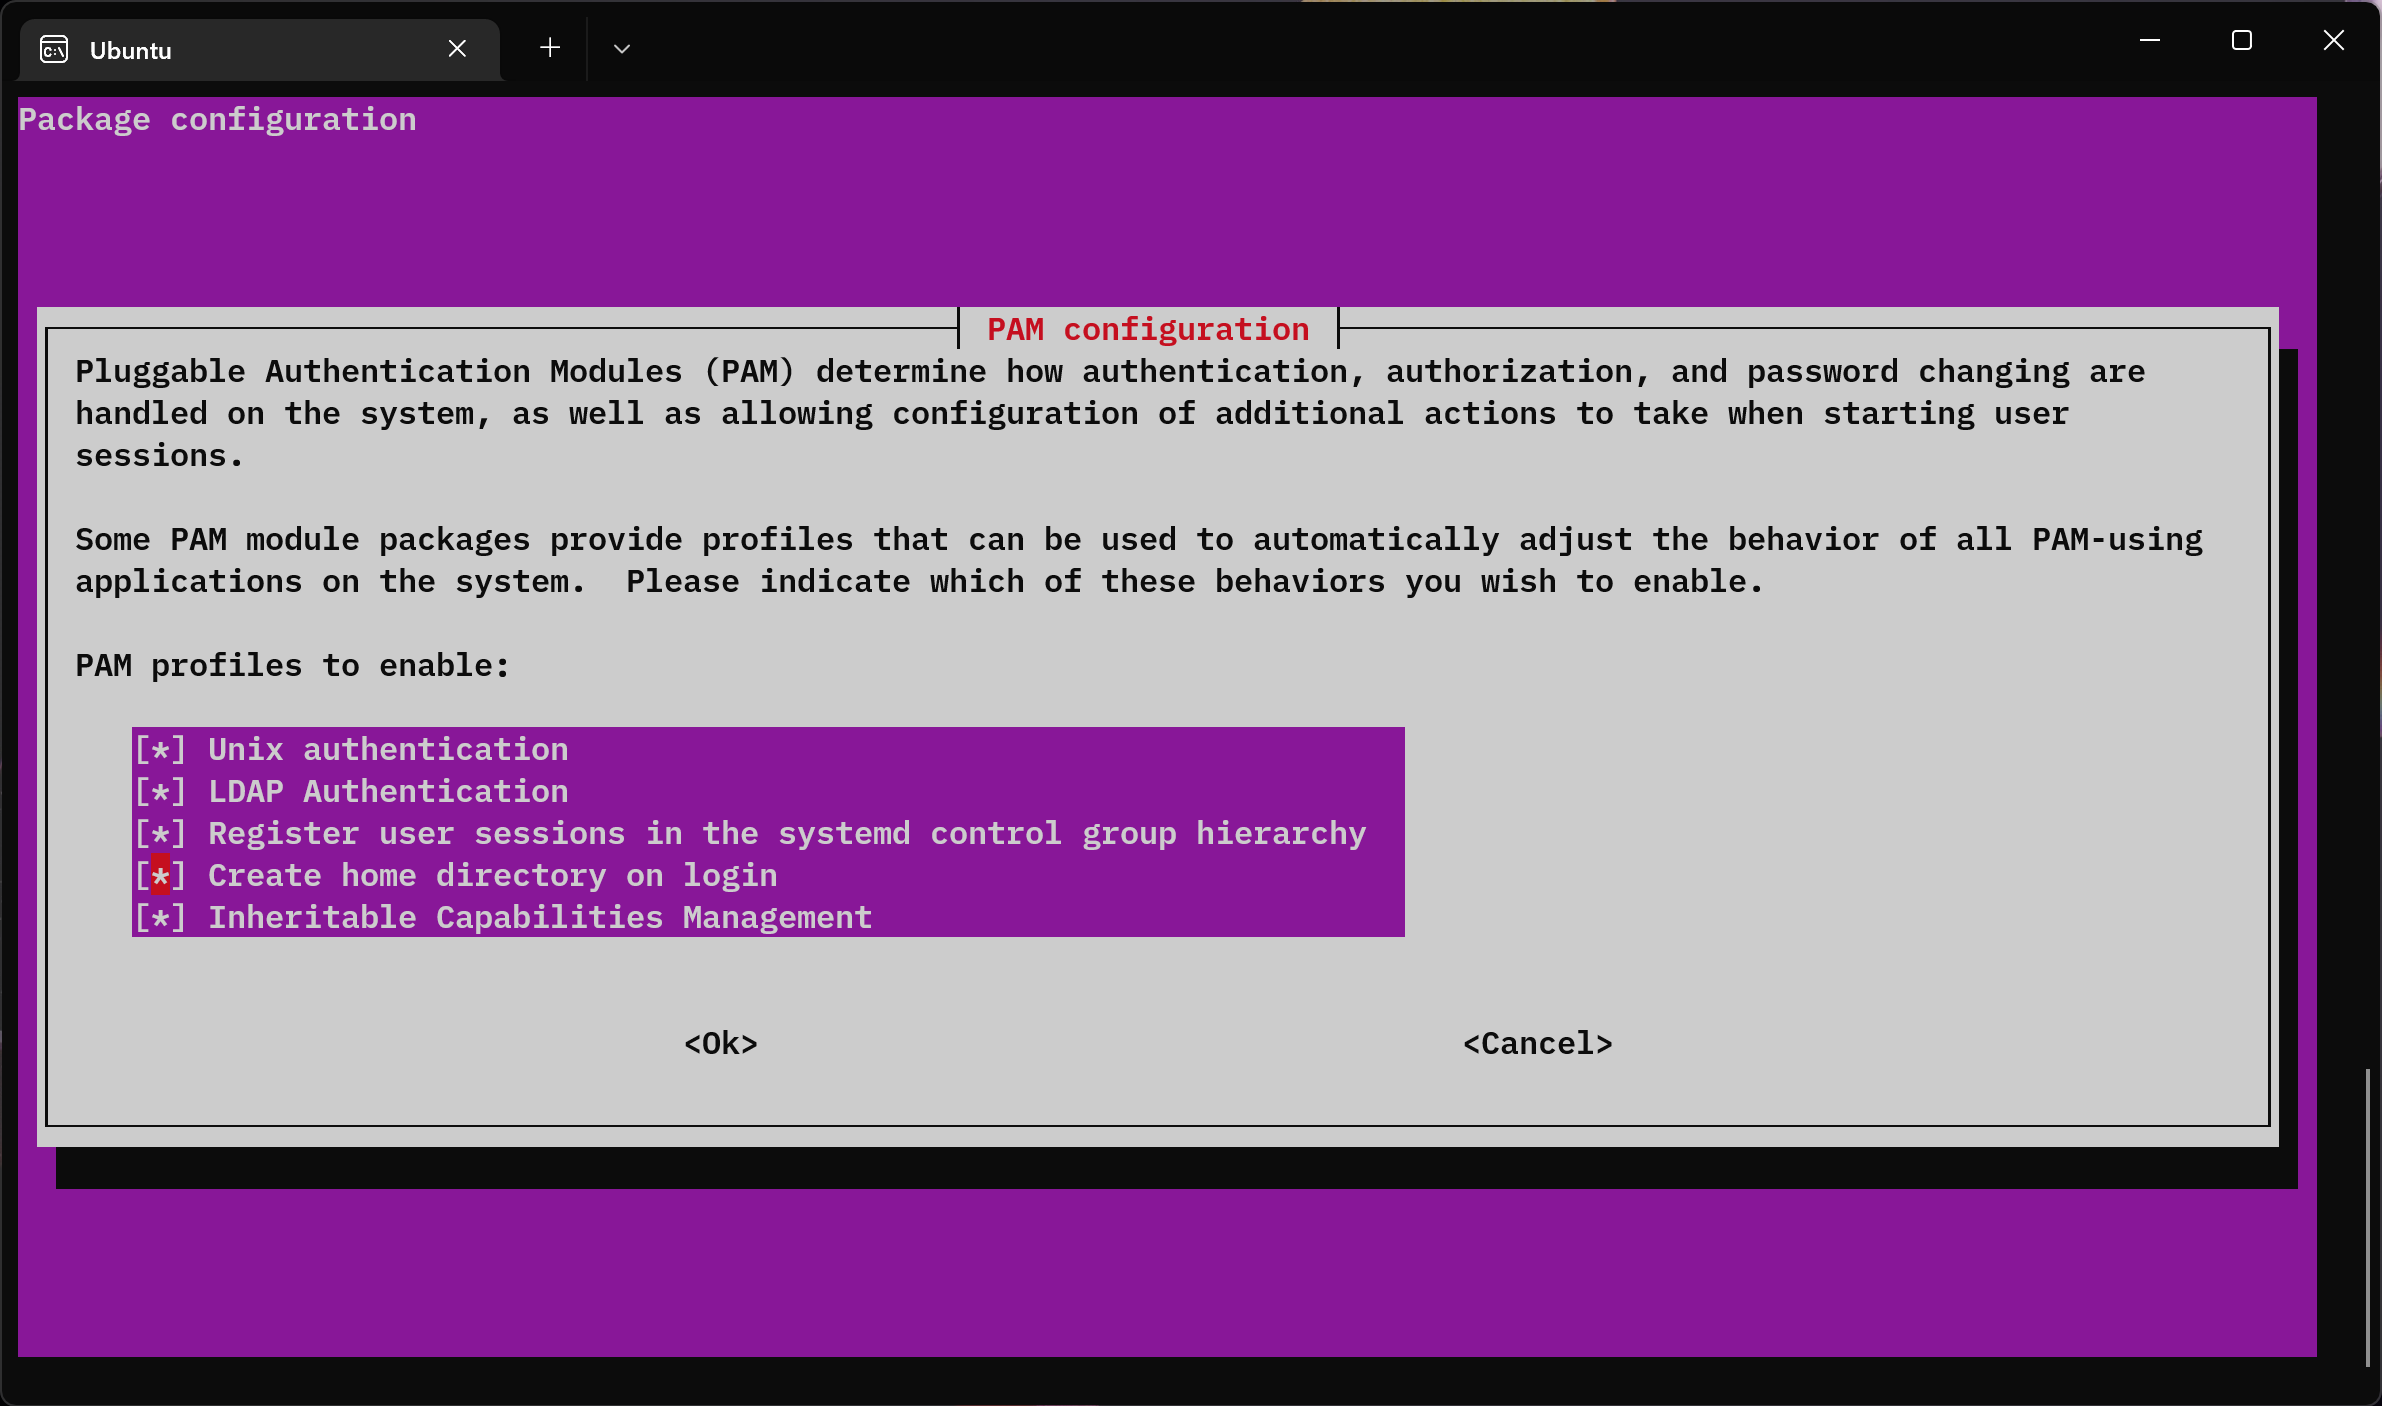 Ubuntu
Package configuration
PAM configuration
Pluggable Authentication Modules (PAM) determine how authentication, authorization, and password changing are
handled on the system, as well as allowing configuration of additional actions to take when starting user
sessions.
Some PAM module packages provide profiles that can be used to automatically adjust the behavior of all PAM-using
applications on the system.  Please indicate which of these behaviors you wish to enable.
PAM profiles to enable:
[*] Unix authentication
[*] LDAP Authentication
[*] Register user sessions in the systemd control group hierarchy
[*] Create home directory on login
[*] Inheritable Capabilities Management
<Ok> <Cancel>